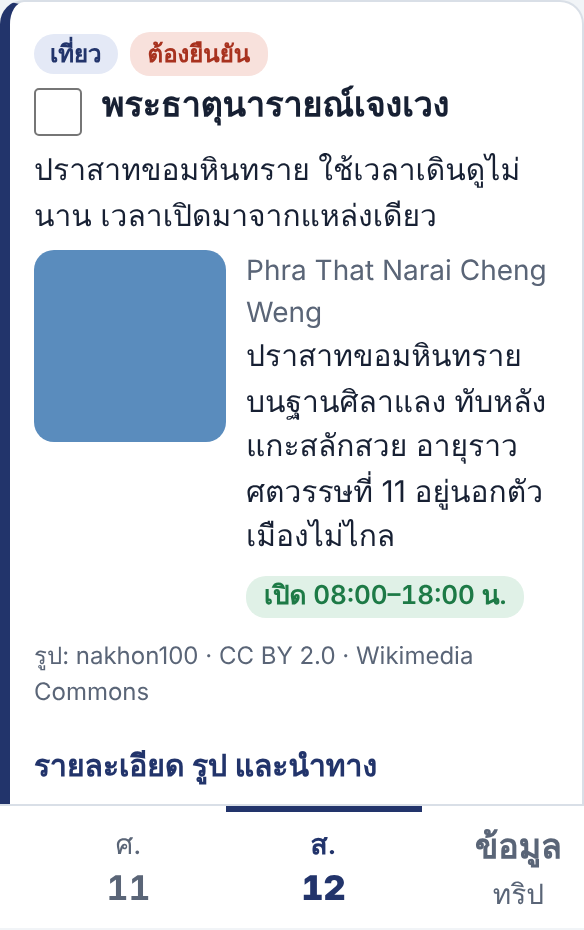 เที่ยว ต้องยืนยัน
พระธาตุนารายณ์เจงเวง
ปราสาทขอมหินทราย ใช้เวลาเดินดูไม่
นาน เวลาเปิดมาจากแหล่งเดียว
Phra That Narai Cheng
Weng
ปราสาทขอมหินทราย
บนฐานศิลาแลง ทับหลัง
แกะสลักสวย อายุราว
ศตวรรษที่ 11 อยู่นอกตัว
เมืองไม่ไกล
เปิด 08:00–18:00 น.
รูป: nakhon100 · CC BY 2.0 · Wikimedia
Commons
รายละเอียด รูป และนำทาง
ศ. ส. ข้อมูล
11 12 ทริป